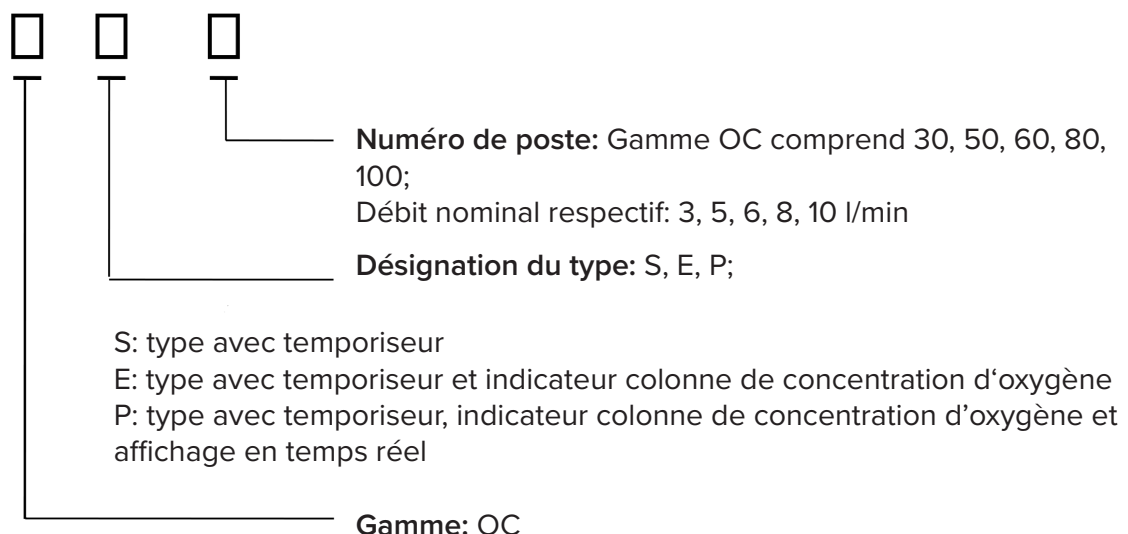 Numéro de poste: Gamme OC comprend 30, 50, 60, 80,
100;
Débit nominal respectif: 3, 5, 6, 8, 10 l/min
Désignation du type: S, E, P;
S: type avec temporiseur
E: type avec temporiseur et indicateur colonne de concentration d‘oxygène
P: type avec temporiseur, indicateur colonne de concentration d’oxygène et
affichage en temps réel
Gamme: OC